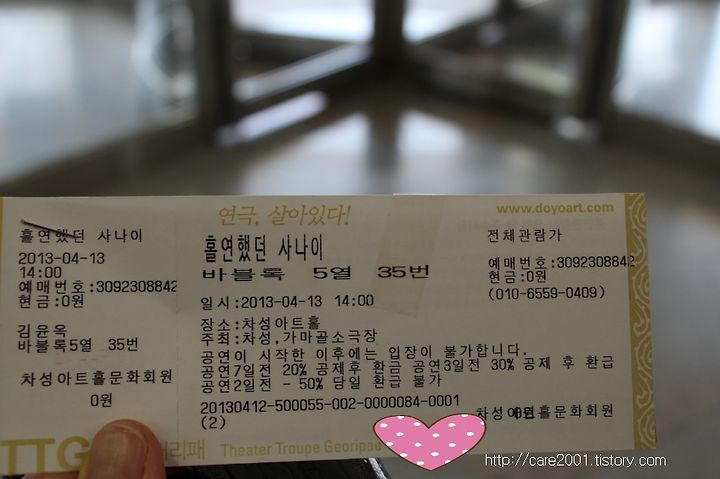 홀연했던 사나이
2013-04-13
14:00
예매번호:3092308842
현금:0원
김윤옥
바블록5열 35번
차성아트홀문화회원
0원
연극, 살아있다!
홀연했던 사나이
바블록 5열 35번
일시:2013-04-13 14:00
장소:차성아트홀
주최:차성,가마골소극장
공연이 시작한 이후에는 입장이 불가합니다.
공연7일전 20% 공제후 환금 공연3일전 30% 공제 후 환급
공연2일전 - 50% 당일 환급 불가
20130412-500055-002-0000084-0001
(2)
www.doyoart.com
전체관람가
예매번호:3092308842
현금:0원
(010-6559-0409)
차성아트홀문화회원
0원
TTG 리패 Theater Troupe Georipae
http://care2001.tistory.com